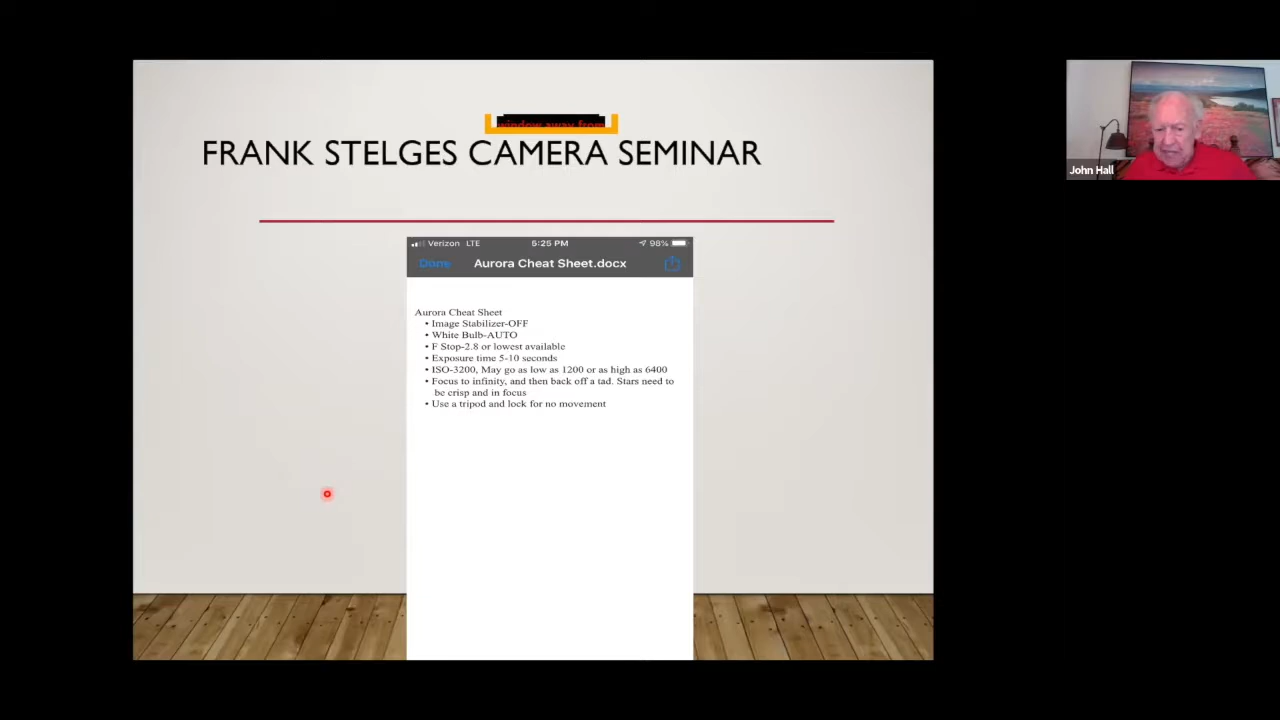 window away from
FRANK STELGES CAMERA SEMINAR
Verizon LTE 5:25 PM 98%
Done Aurora Cheat Sheet.docx
Aurora Cheat Sheet
• Image Stabilizer-OFF
• White Bulb-AUTO
• F Stop-2.8 or lowest available
• Exposure time 5-10 seconds
• ISO-3200, May go as low as 1200 or as high as 6400
• Focus to infinity, and then back off a tad. Stars need to
be crisp and in focus
• Use a tripod and lock for no movement
John Hall